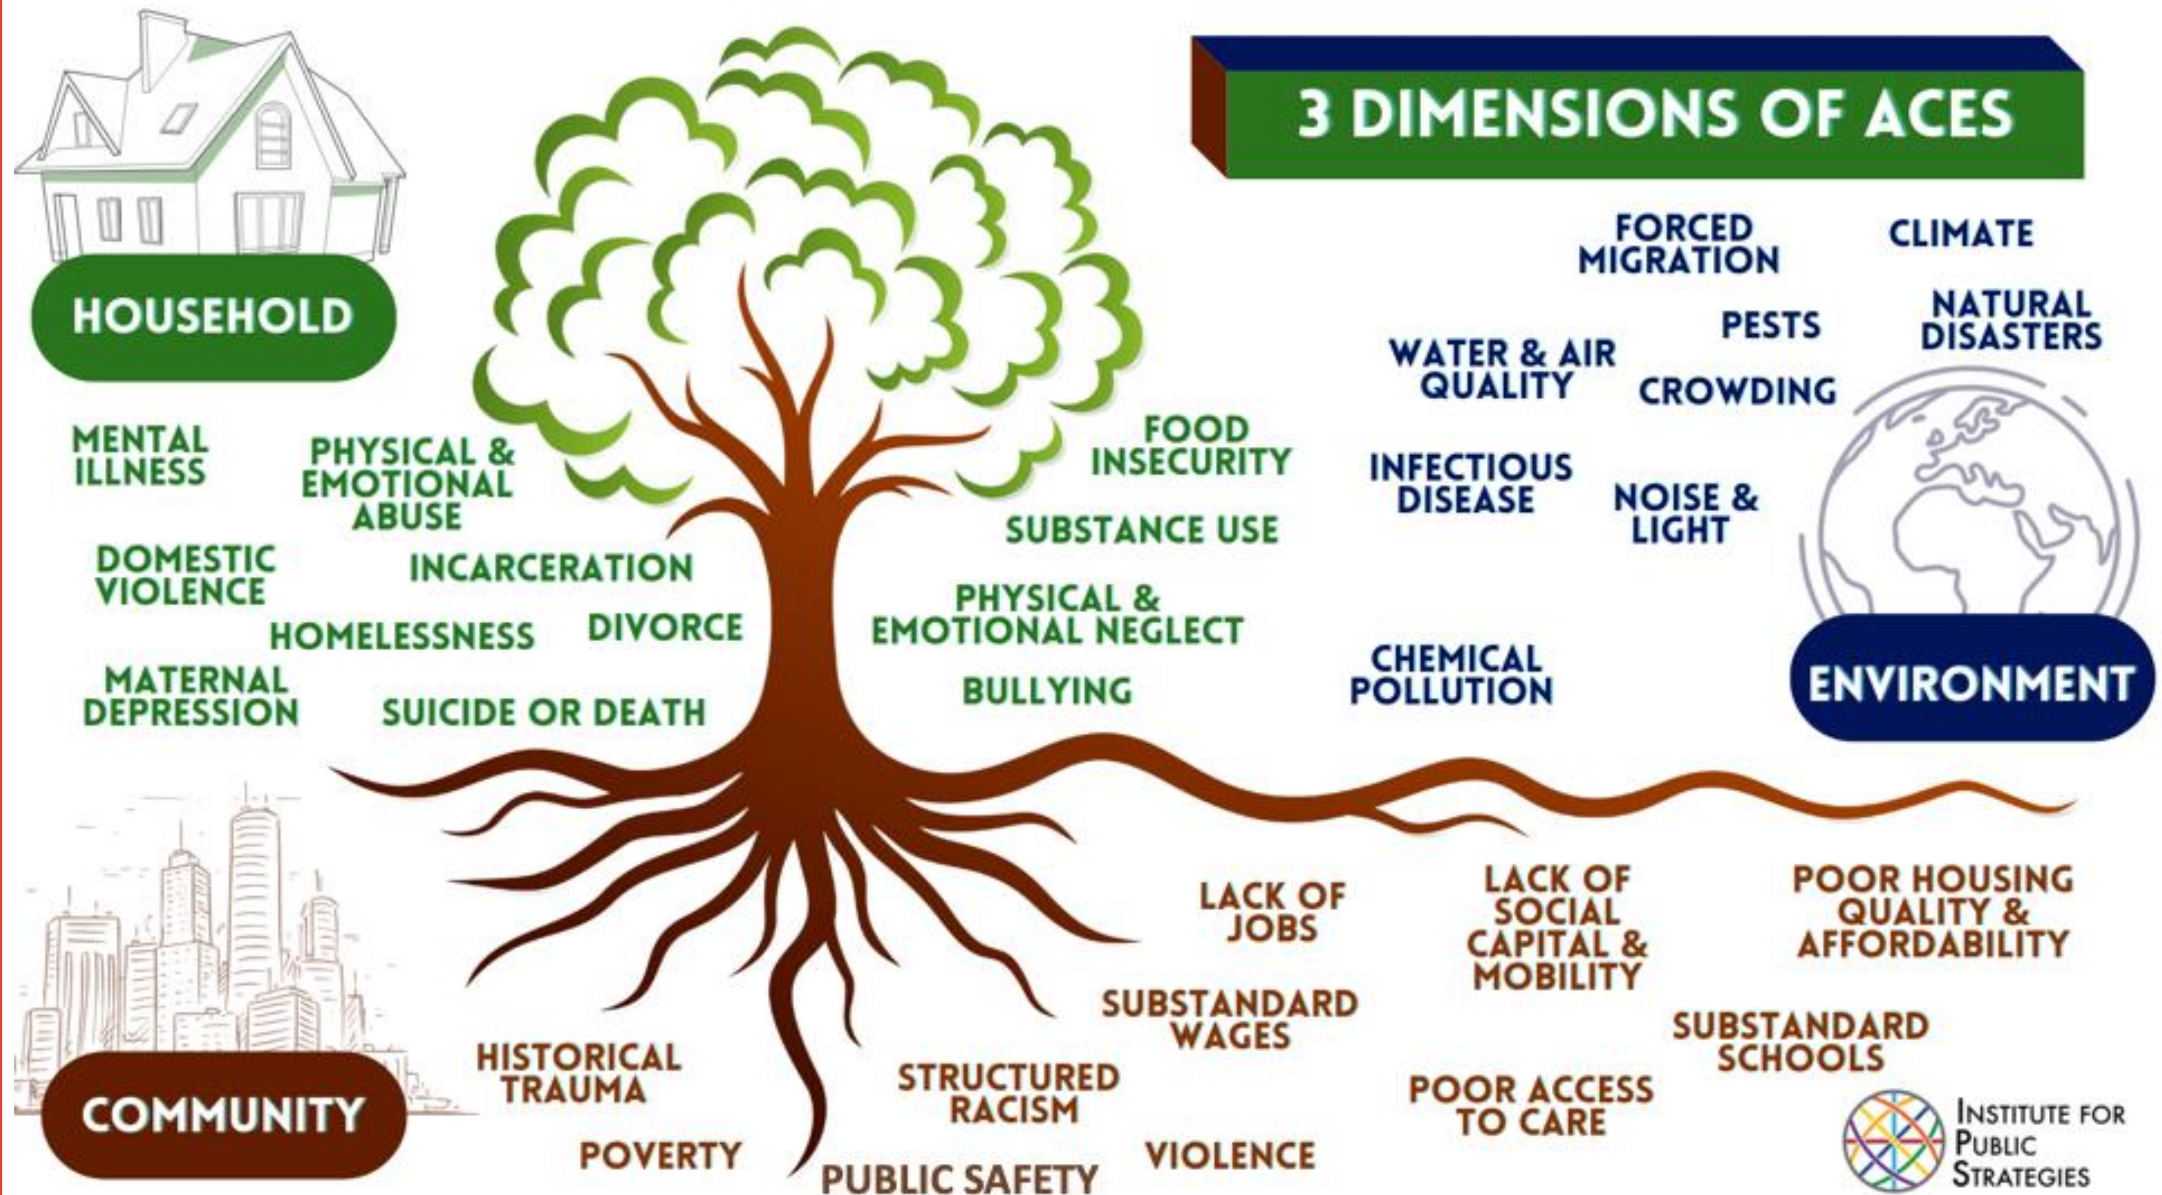 3 DIMENSIONS OF ACES
HOUSEHOLD
MENTAL
ILLNESS
PHYSICAL &
EMOTIONAL
ABUSE
DOMESTIC
VIOLENCE
INCARCERATION
HOMELESSNESS
DIVORCE
MATERNAL
DEPRESSION
SUICIDE OR DEATH
FOOD
INSECURITY
SUBSTANCE USE
PHYSICAL &
EMOTIONAL NEGLECT
BULLYING
FORCED
MIGRATION
CLIMATE
PESTS
NATURAL
DISASTERS
WATER & AIR
QUALITY
CROWDING
INFECTIOUS
DISEASE
NOISE &
LIGHT
CHEMICAL
POLLUTION
ENVIRONMENT
COMMUNITY
HISTORICAL
TRAUMA
POVERTY
STRUCTURED
RACISM
PUBLIC SAFETY
LACK OF
JOBS
SUBSTANDARD
WAGES
VIOLENCE
LACK OF
SOCIAL
CAPITAL &
MOBILITY
POOR ACCESS
TO CARE
POOR HOUSING
QUALITY &
AFFORDABILITY
SUBSTANDARD
SCHOOLS
INSTITUTE FOR
PUBLIC
STRATEGIES